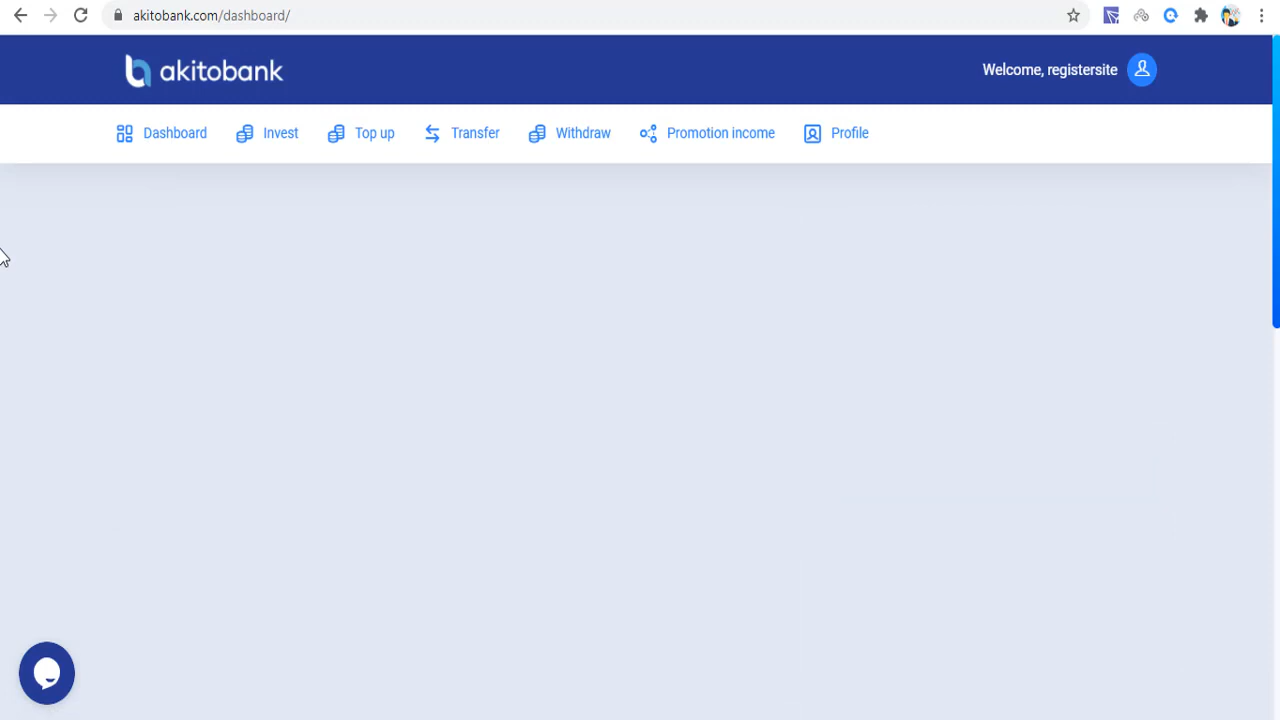 akitobank.com/dashboard/
akitobank
Welcome, registersite
Dashboard
Invest
Top up
Transfer
Withdraw
Promotion income
Profile